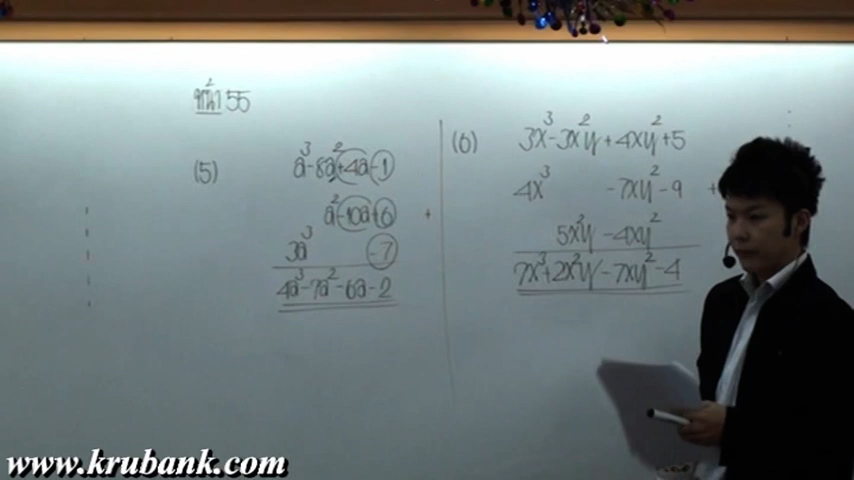 หน้า 55
(5) a³-8a²+4a-1
a²-10a+6 +
3a³ -7
4a³-7a²-6a-2
(6) 3x³-3x²y+4xy²+5
4x³ -7xy²-9 +
5x²y -4xy²
7x³+2x²y-7xy²-4
www.krubank.com